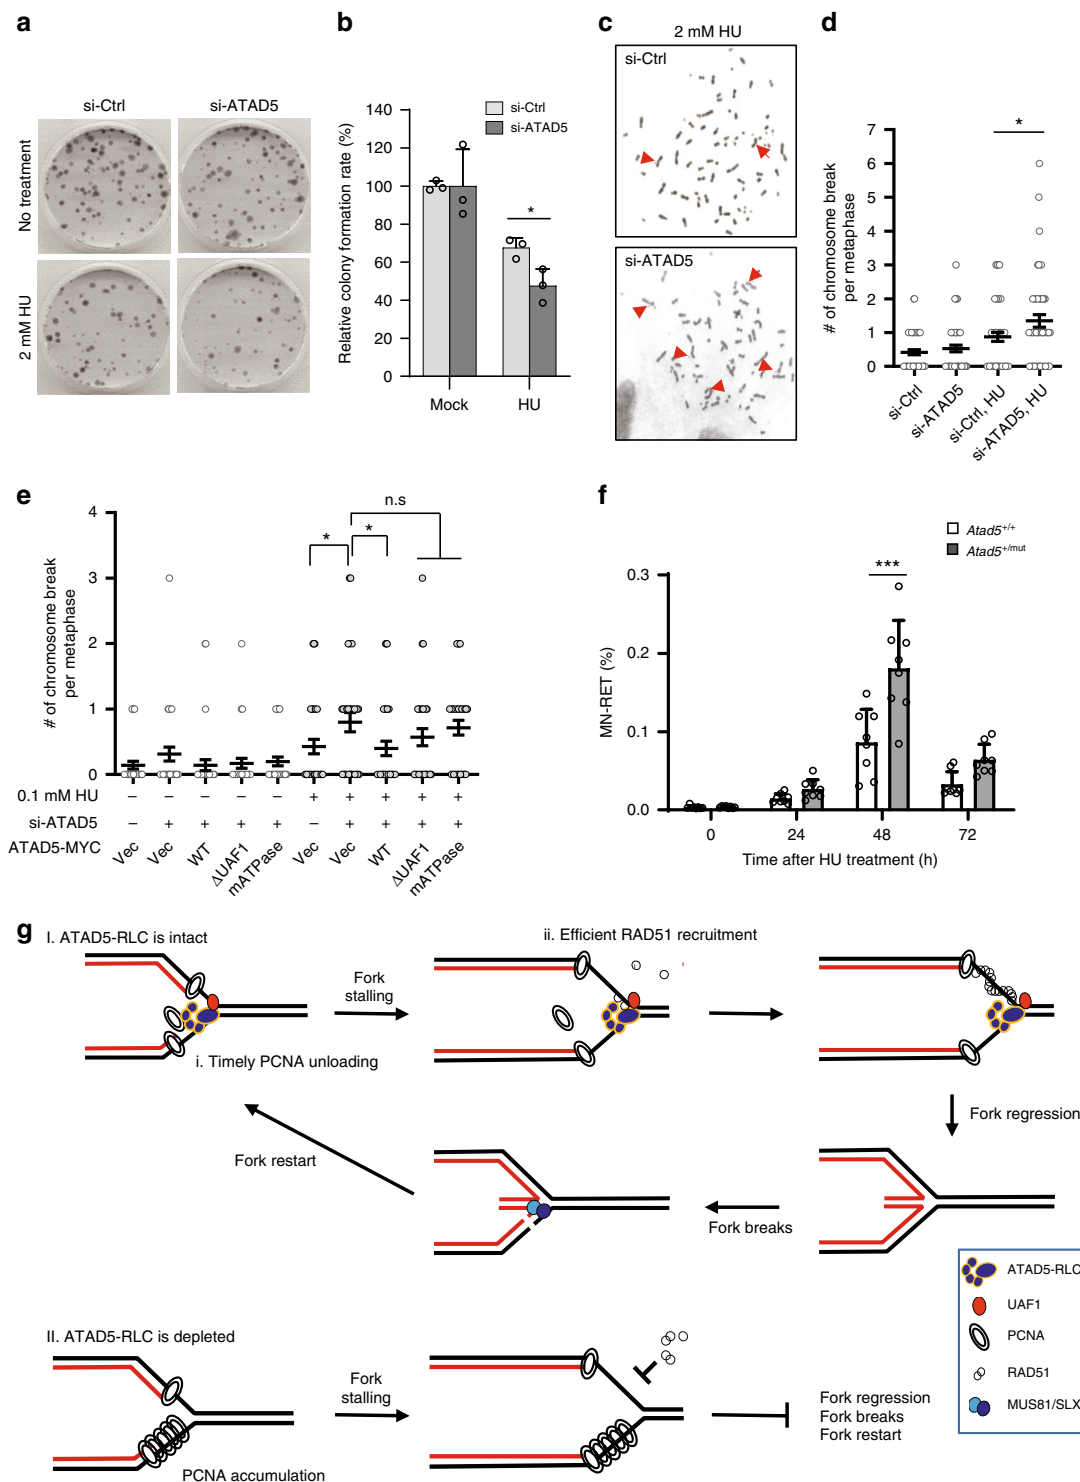 a
si-Ctrl
si-ATAD5
No treatment
2 mM HU
b
Relative colony formation rate (%)
140
120
100
80
60
40
20
0
si-Ctrl
si-ATAD5
*
Mock
HU
c
2 mM HU
si-Ctrl
si-ATAD5
d
# of chromosome break
per metaphase
7
6
5
4
3
2
1
0
*
si-Ctrl
si-ATAD5
si-Ctrl, HU
si-ATAD5, HU
e
# of chromosome break
per metaphase
4
3
2
1
0
n.s
* *
0.1 mM HU – – – – – + + + + +
si-ATAD5 – + + + + – + + + +
ATAD5-MYC Vec Vec WT ΔUAF1 mATPase Vec Vec WT ΔUAF1 mATPase
f
Atad5+/+
Atad5+/mut
MN-RET (%)
0.3
0.2
0.1
0.0
***
0 24 48 72
Time after HU treatment (h)
g
I. ATAD5-RLC is intact
i. Timely PCNA unloading
Fork
stalling
ii. Efficient RAD51 recruitment
Fork regression
Fork breaks
Fork restart
II. ATAD5-RLC is depleted
PCNA accumulation
Fork
stalling
Fork regression
Fork breaks
Fork restart
ATAD5-RLC
UAF1
PCNA
RAD51
MUS81/SLX